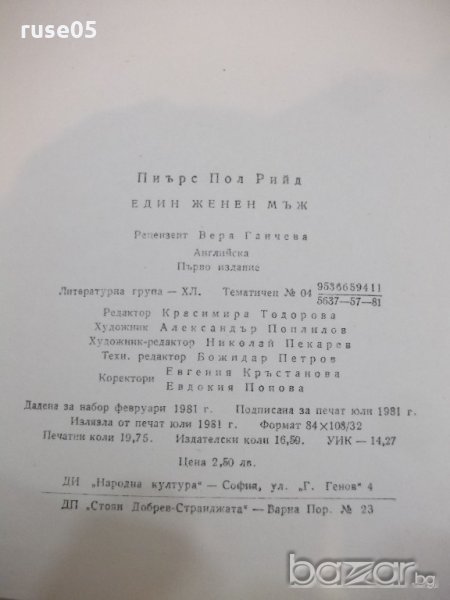 ruse05
Пиърс Пол Рийд
ЕДИН ЖЕНЕН МЪЖ
Рецензент Вера Ганчева
Английска
Първо издание
Литературна група — ХЛ. Тематичен № 04 9536659411
5637—57—81
Редактор Красимира Тодорова
Художник Александър Поплилов
Художник-редактор Николай Пекарев
Техн. редактор Божидар Петров
Коректори Евгения Кръстанова
Евдокия Попова
Дадена за набор февруари 1981 г. Подписана за печат юли 1981 г.
Излязла от печат юли 1981 г. Формат 84×108/32
Печатни коли 19,75. Издателски коли 16,59. УИК — 14,27
Цена 2,50 лв.
ДИ „Народна култура“ — София, ул. „Г. Генов“ 4
ДП „Стоян Добрев-Странджата“ — Варна Пор. № 23
bazar.bg